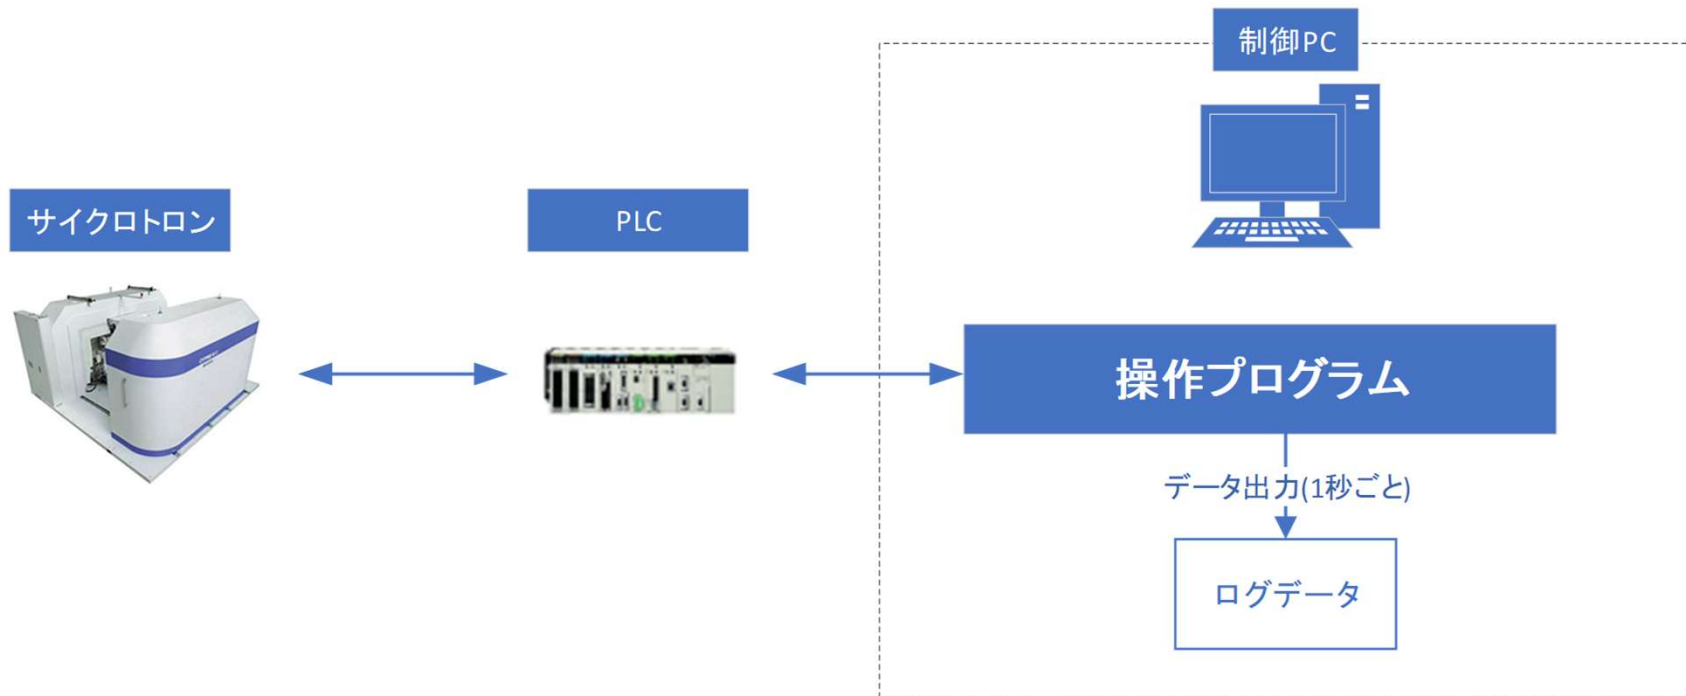 制御PC
サイクロトロン
PLC
操作プログラム
データ出力(1秒ごと)
ログデータ